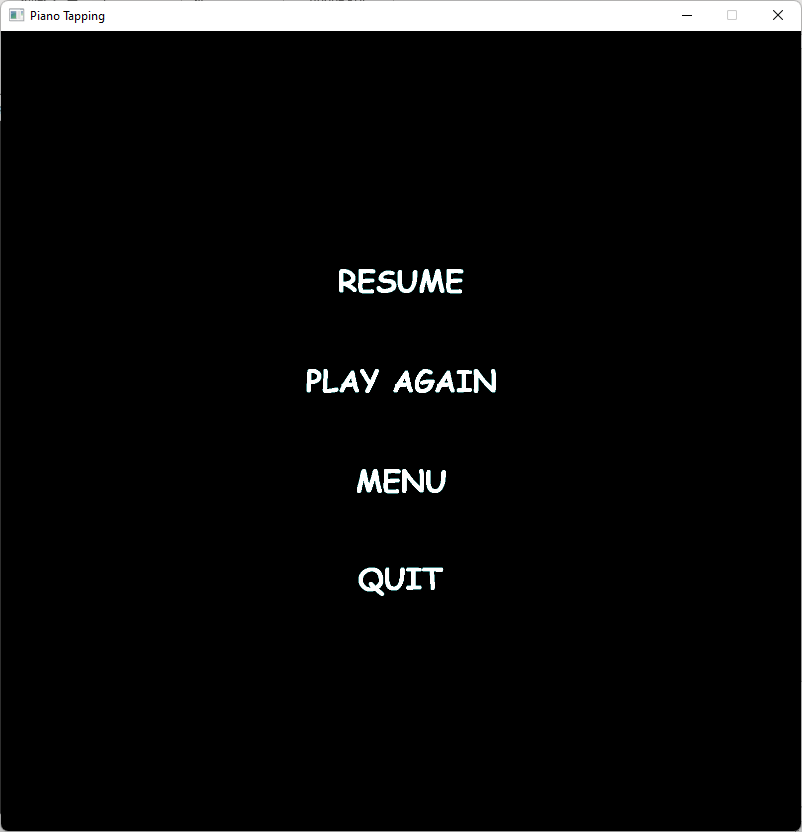 Piano Tapping
RESUME
PLAY AGAIN
MENU
QUIT